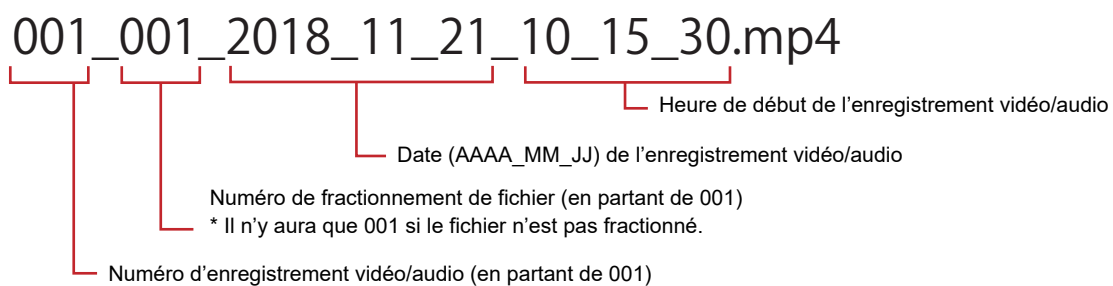 001_001_2018_11_21_10_15_30.mp4
Heure de début de l'enregistrement vidéo/audio
Date (AAAA_MM_JJ) de l'enregistrement vidéo/audio
Numéro de fractionnement de fichier (en partant de 001)
* Il n'y aura que 001 si le fichier n'est pas fractionné.
Numéro d'enregistrement vidéo/audio (en partant de 001)